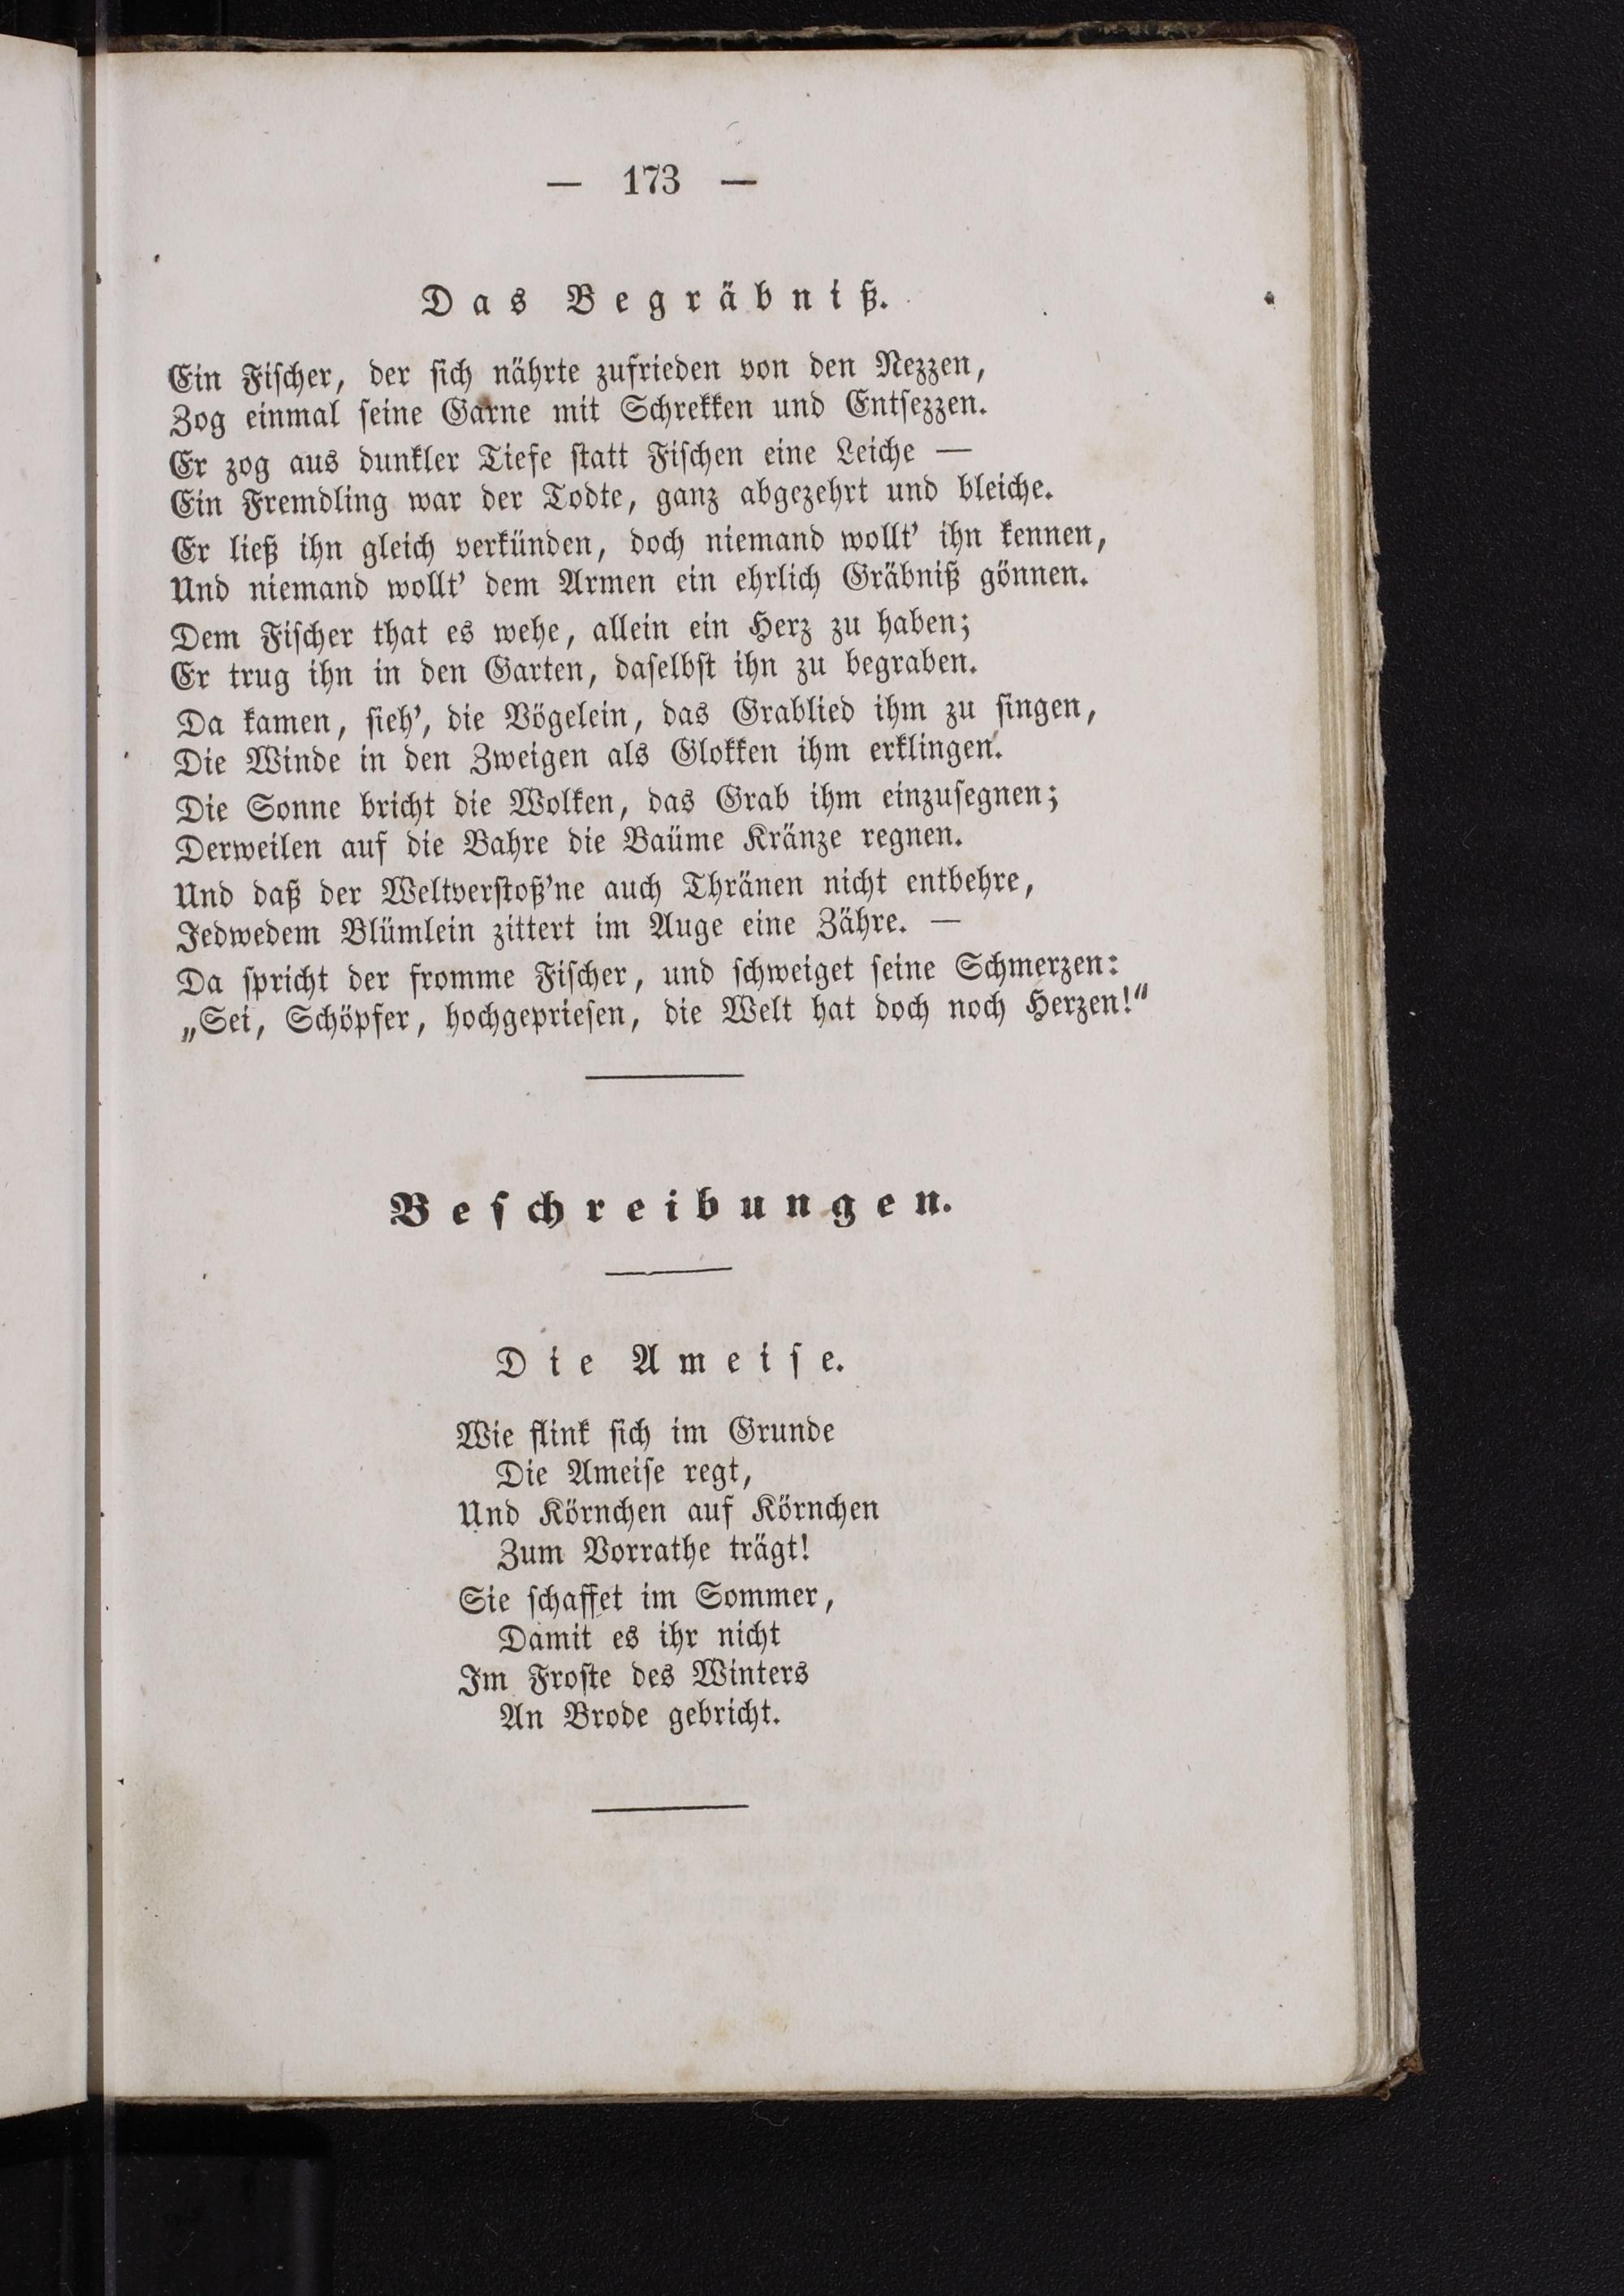 — 173 —
Das Begräbniß.
Ein Fiſcher, der ſich nährte zufrieden von den Nezzen,
Zog einmal ſeine Garne mit Schrekken und Entſezzen.
Er zog aus dunkler Tiefe ſtatt Fiſchen eine Leiche —
Ein Fremdling war der Todte, ganz abgezehrt und bleiche.
Er ließ ihn gleich verkünden, doch niemand wollt’ ihn kennen,
Und niemand wollt’ dem Armen ein ehrlich Gräbniß gönnen.
Dem Fiſcher that es wehe, allein ein Herz zu haben;
Er trug ihn in den Garten, daſelbſt ihn zu begraben.
Da kamen, ſieh’, die Vögelein, das Grablied ihm zu ſingen,
Die Winde in den Zweigen als Glokken ihm erklingen.
Die Sonne bricht die Wolken, das Grab ihm einzuſegnen;
Derweilen auf die Bahre die Baüme Kränze regnen.
Und daß der Weltverſtoß’ne auch Thränen nicht entbehre,
Jedwedem Blümlein zittert im Auge eine Zähre. —
Da ſpricht der fromme Fiſcher, und ſchweiget ſeine Schmerzen:
„Sei, Schöpfer, hochgeprieſen, die Welt hat doch noch Herzen!“
Beſchreibungen.
Die Ameiſe.
Wie flink ſich im Grunde
Die Ameiſe regt,
Und Körnchen auf Körnchen
Zum Vorrathe trägt!
Sie ſchaffet im Sommer,
Damit es ihr nicht
Im Froſte des Winters
An Brode gebricht.